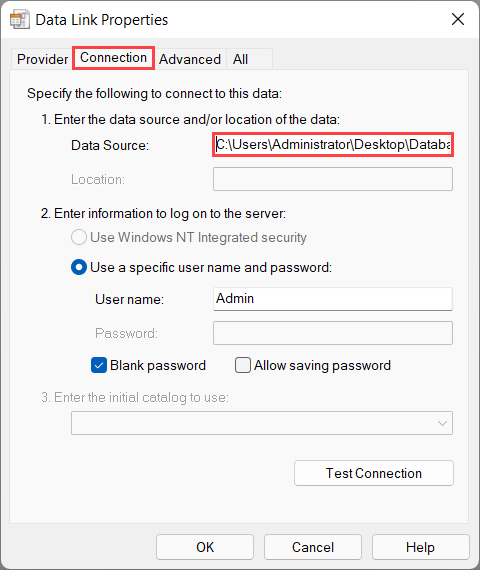 Data Link Properties
Provider Connection Advanced All
Specify the following to connect to this data:
1. Enter the data source and/or location of the data:
Data Source: C:\Users\Administrator\Desktop\Databa
Location:
2. Enter information to log on to the server:
Use Windows NT Integrated security
Use a specific user name and password:
User name: Admin
Password:
Blank password Allow saving password
3. Enter the initial catalog to use:
Test Connection
OK Cancel Help